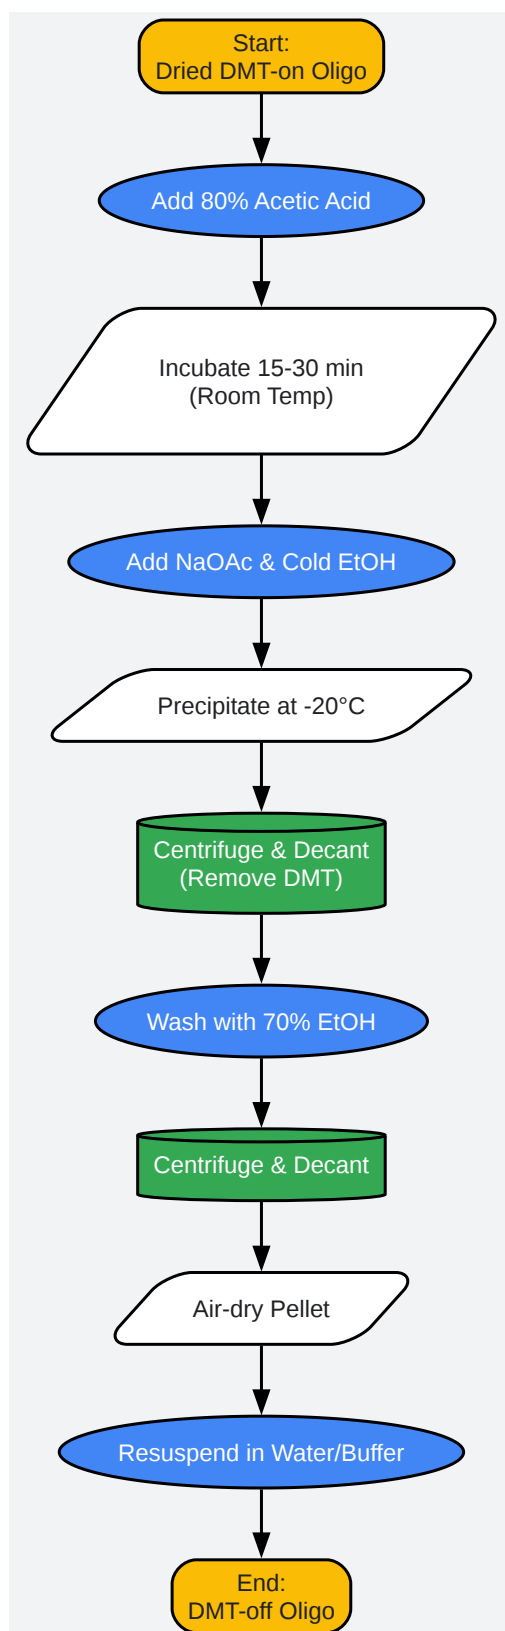 Start:
Dried DMT-on Oligo
Add 80% Acetic Acid
Incubate 15-30 min
(Room Temp)
Add NaOAc & Cold EtOH
Precipitate at -20°C
Centrifuge & Decant
(Remove DMT)
Wash with 70% EtOH
Centrifuge & Decant
Air-dry Pellet
Resuspend in Water/Buffer
End:
DMT-off Oligo